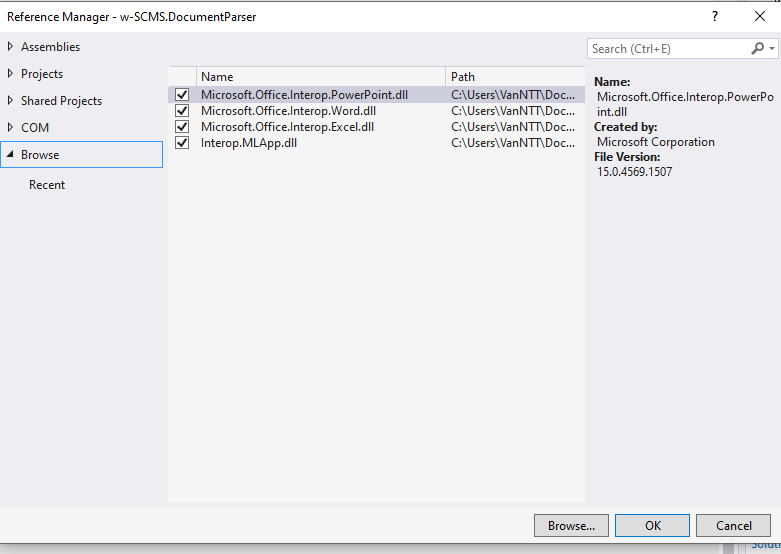 Reference Manager - w-SCMS.DocumentParser
?
Assemblies
Projects
Shared Projects
COM
Browse
Recent
Name Path
Microsoft.Office.Interop.PowerPoint.dll C:\Users\VanNTT\Doc...
Microsoft.Office.Interop.Word.dll C:\Users\VanNTT\Doc...
Microsoft.Office.Interop.Excel.dll C:\Users\VanNTT\Doc...
Interop.MLApp.dll C:\Users\VanNTT\Doc...
Search (Ctrl+E)
Name:
Microsoft.Office.Interop.PowerPo
int.dll
Created by:
Microsoft Corporation
File Version:
15.0.4569.1507
Browse... OK Cancel